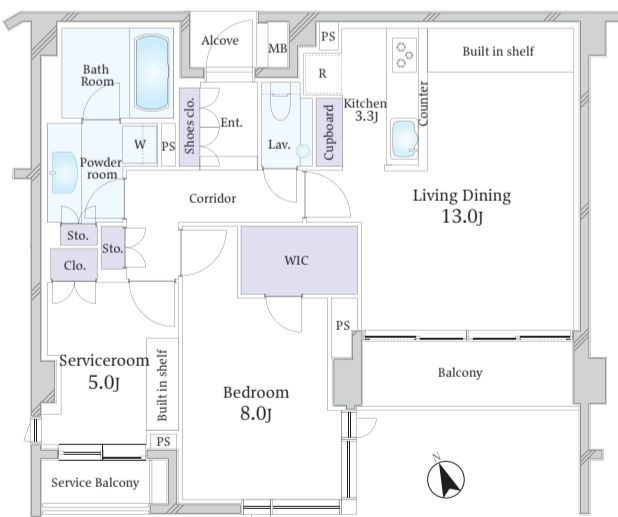 Alcove
MB
PS
Built in shelf
Bath
Room
R
Kitchen
3.3J
Counter
Shoes clo.
Ent.
Cupboard
W
PS
Lav.
Powder
room
Corridor
Living Dining
13.0J
Sto.
Sto.
Clo.
WIC
PS
Serviceroom
5.0J
Built in shelf
Bedroom
8.0J
Balcony
PS
Service Balcony
N